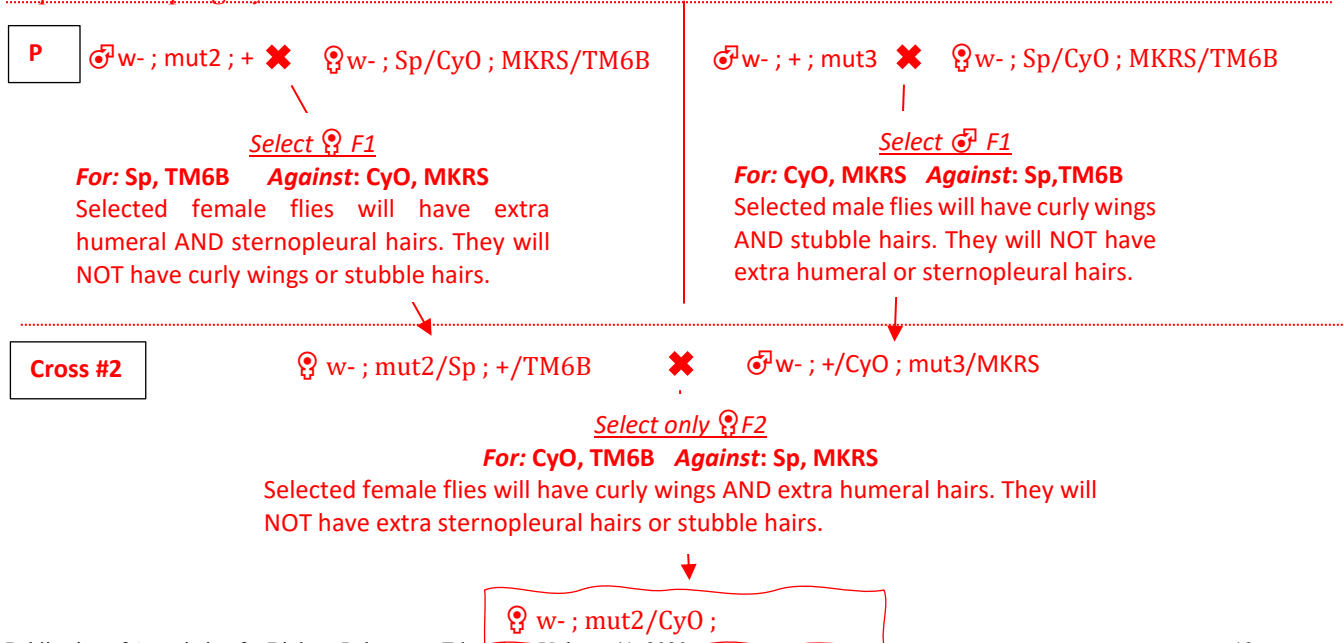 P
♂w- ; mut2 ; + ✖ ♀w- ; Sp/CyO ; MKRS/TM6B
Select ♀ F1
For: Sp, TM6B Against: CyO, MKRS
Selected female flies will have extra
humeral AND sternopleural hairs. They will
NOT have curly wings or stubble hairs.
♂w- ; + ; mut3 ✖ ♀w- ; Sp/CyO ; MKRS/TM6B
Select ♂ F1
For: CyO, MKRS Against: Sp,TM6B
Selected male flies will have curly wings
AND stubble hairs. They will NOT have
extra humeral or sternopleural hairs.
Cross #2
♀ w- ; mut2/Sp ; +/TM6B ✖ ♂w- ; +/CyO ; mut3/MKRS
Select only ♀F2
For: CyO, TM6B Against: Sp, MKRS
Selected female flies will have curly wings AND extra humeral hairs. They will
NOT have extra sternopleural hairs or stubble hairs.
♀ w- ; mut2/CyO ;